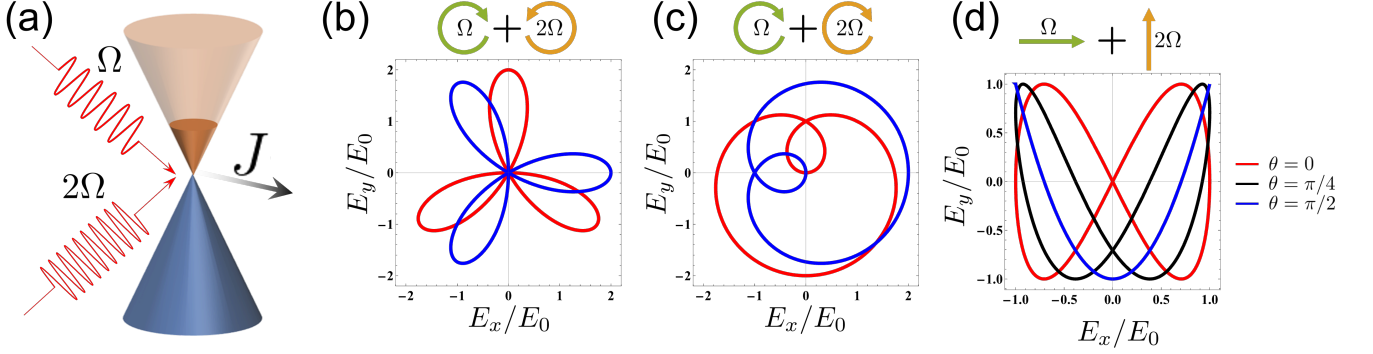 (a)
Ω
2Ω
J
(b)
Ω + 2Ω
2
1
0
−1
−2
−2 −1 0 1 2
E_y/E_0
E_x/E_0
(c)
Ω + 2Ω
2
1
0
−1
−2
−2 −1 0 1 2
E_y/E_0
E_x/E_0
(d)
Ω + 2Ω
1.0
0.5
0.0
−0.5
−1.0
−1.0 −0.5 0.0 0.5 1.0
E_y/E_0
E_x/E_0
θ = 0
θ = π/4
θ = π/2